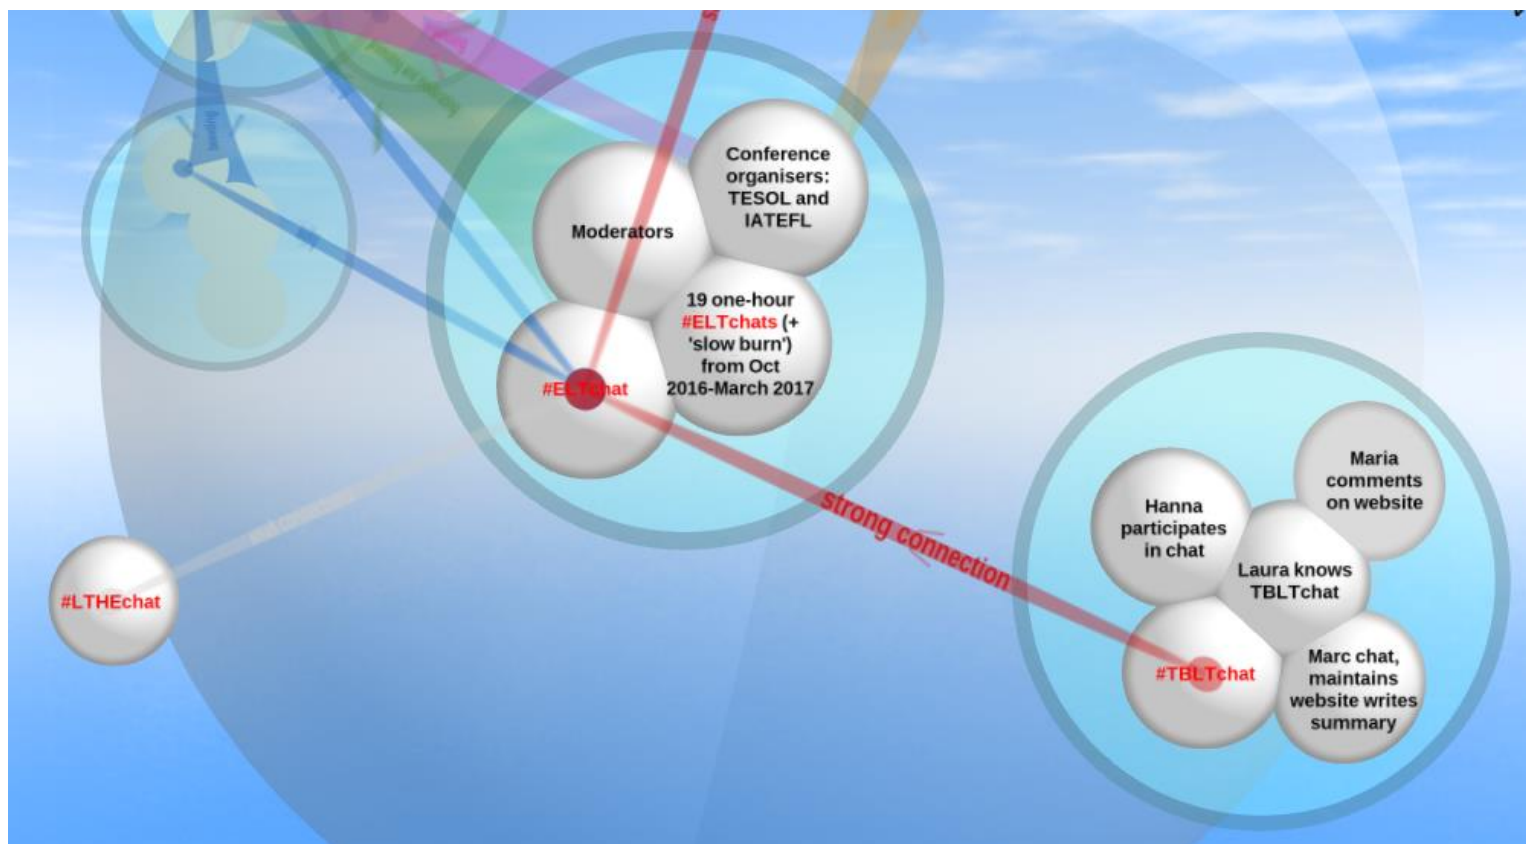 Conference
organisers:
TESOL and
IATEFL
Moderators
19 one-hour
#ELTchats (+
'slow burn')
from Oct
2016-March 2017
#ELTchat
strong connection
#LTHEchat
Maria
comments
on website
Hanna
participates
in chat
Laura knows
TBLTchat
#TBLTchat
Marc chat,
maintains
website writes
summary